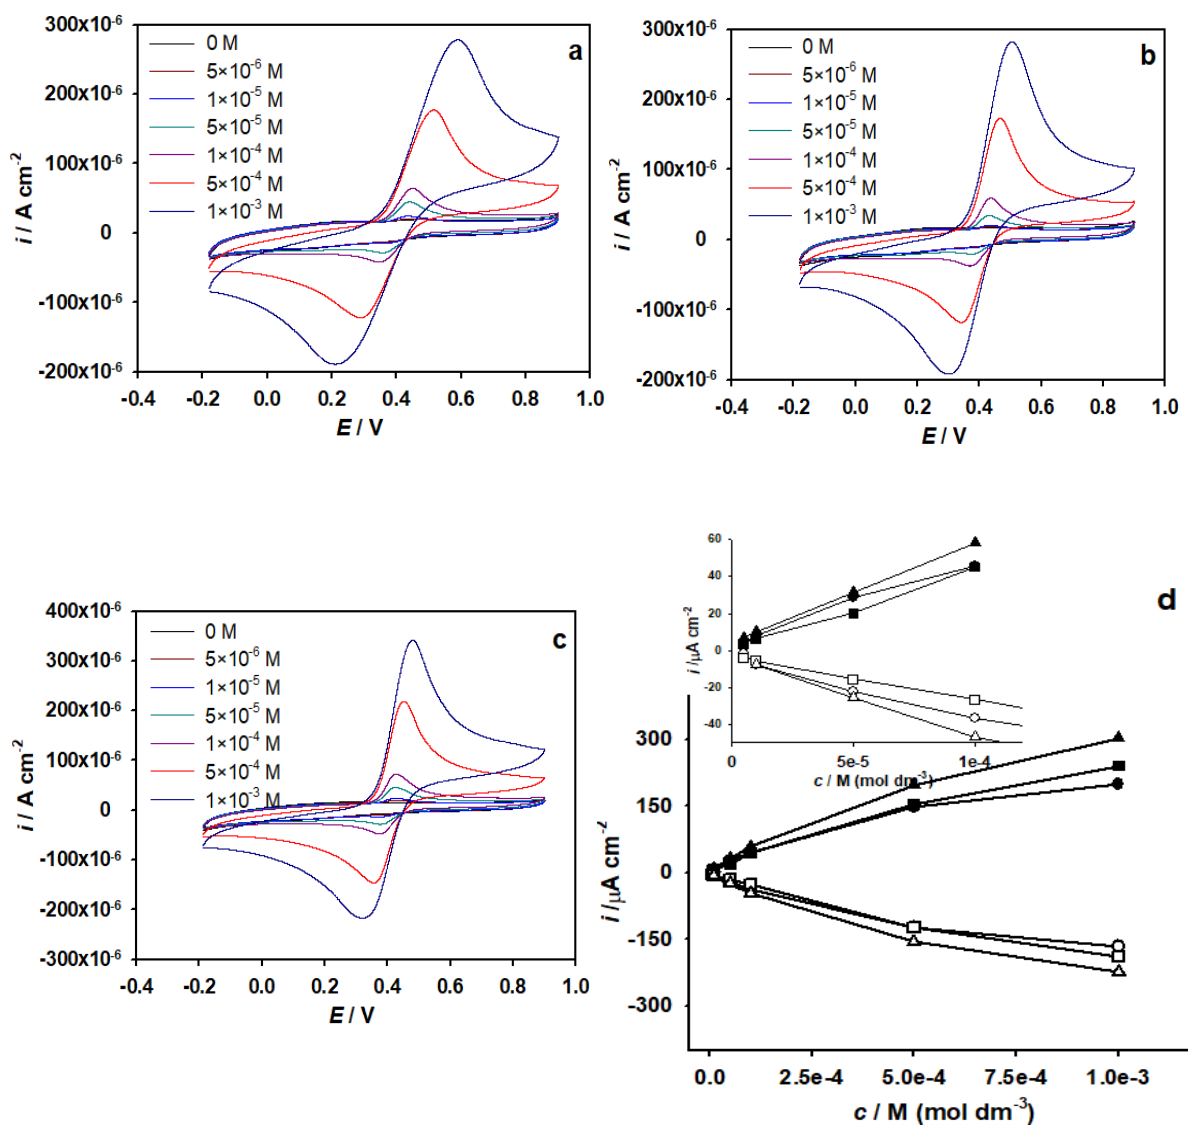 a
300x10⁻⁶
200x10⁻⁶
100x10⁻⁶
0
-100x10⁻⁶
-200x10⁻⁶
i / A cm⁻²
0 M
5×10⁻⁶ M
1×10⁻⁵ M
5×10⁻⁵ M
1×10⁻⁴ M
5×10⁻⁴ M
1×10⁻³ M
-0.4 -0.2 0.0 0.2 0.4 0.6 0.8 1.0
E / V
b
300x10⁻⁶
200x10⁻⁶
100x10⁻⁶
0
-100x10⁻⁶
-200x10⁻⁶
i / A cm⁻²
0 M
5×10⁻⁶ M
1×10⁻⁵ M
5×10⁻⁵ M
1×10⁻⁴ M
5×10⁻⁴ M
1×10⁻³ M
-0.4 -0.2 0.0 0.2 0.4 0.6 0.8 1.0
E / V
c
400x10⁻⁶
300x10⁻⁶
200x10⁻⁶
100x10⁻⁶
0
-100x10⁻⁶
-200x10⁻⁶
-300x10⁻⁶
i / A cm⁻²
0 M
5×10⁻⁶ M
1×10⁻⁵ M
5×10⁻⁵ M
1×10⁻⁴ M
5×10⁻⁴ M
1×10⁻³ M
-0.4 -0.2 0.0 0.2 0.4 0.6 0.8 1.0
E / V
d
60
40
20
0
-20
-40
i /µA cm⁻²
0 5e-5 1e-4
c / M (mol dm⁻³)
300
150
0
-150
-300
i /µA cm⁻²
0.0 2.5e-4 5.0e-4 7.5e-4 1.0e-3
c / M (mol dm⁻³)